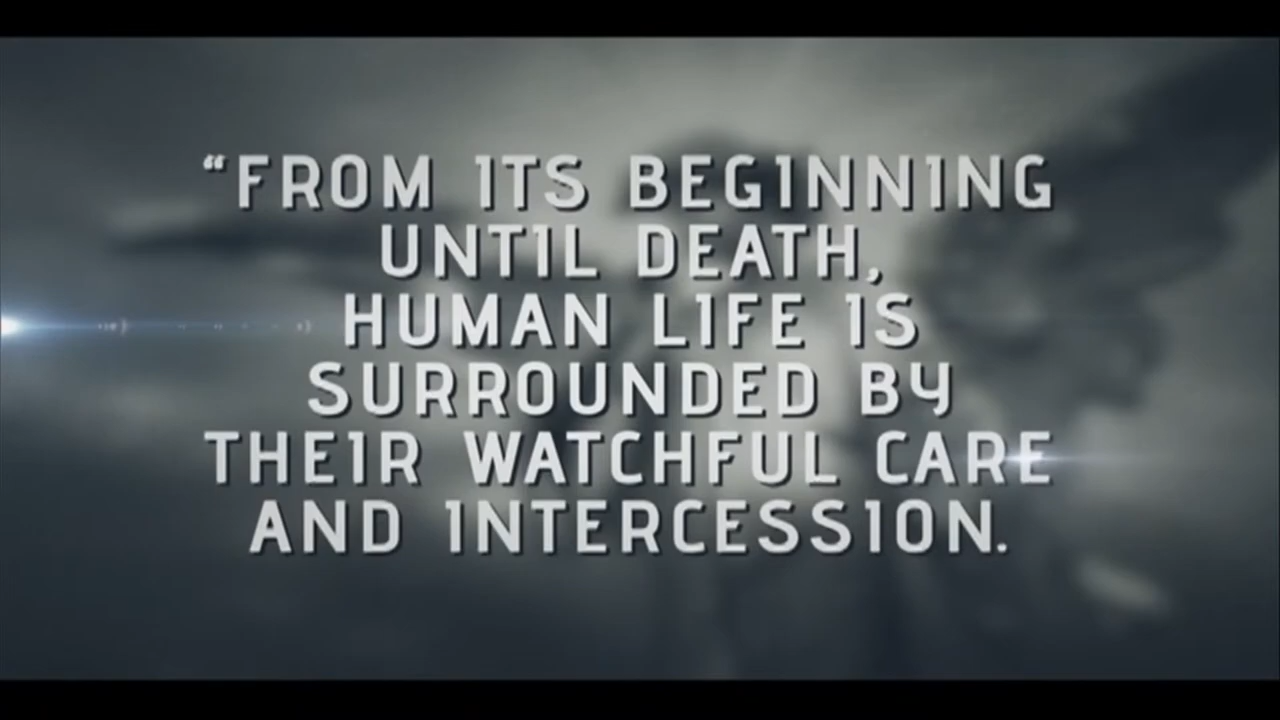 “FROM ITS BEGINNING
UNTIL DEATH,
HUMAN LIFE IS
SURROUNDED BY
THEIR WATCHFUL CARE
AND INTERCESSION.